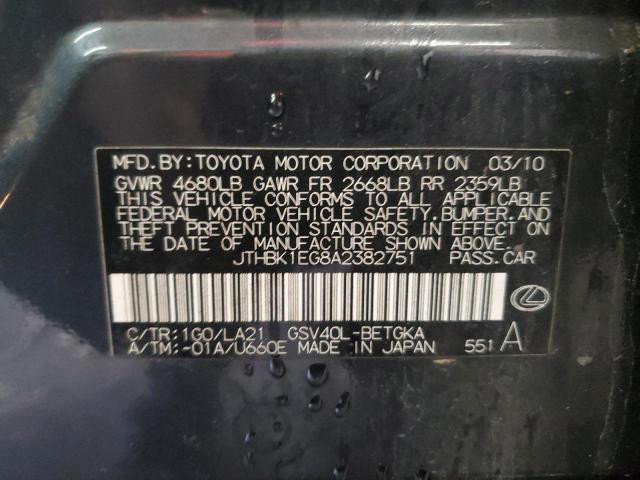 MFD. BY: TOYOTA MOTOR CORPORATION 03/10
GVWR 4680LB GAWR FR 2668LB RR 2359LB
THIS VEHICLE CONFORMS TO ALL APPLICABLE
FEDERAL MOTOR VEHICLE SAFETY, BUMPER, AND
THEFT PREVENTION STANDARDS IN EFFECT ON
THE DATE OF MANUFACTURE SHOWN ABOVE.
JTHBK1EG8A2382751 PASS. CAR
C/TR: 1G0/LA21 GSV40L-BETGKA
A/TM: -01A/U660E MADE IN JAPAN 551 A